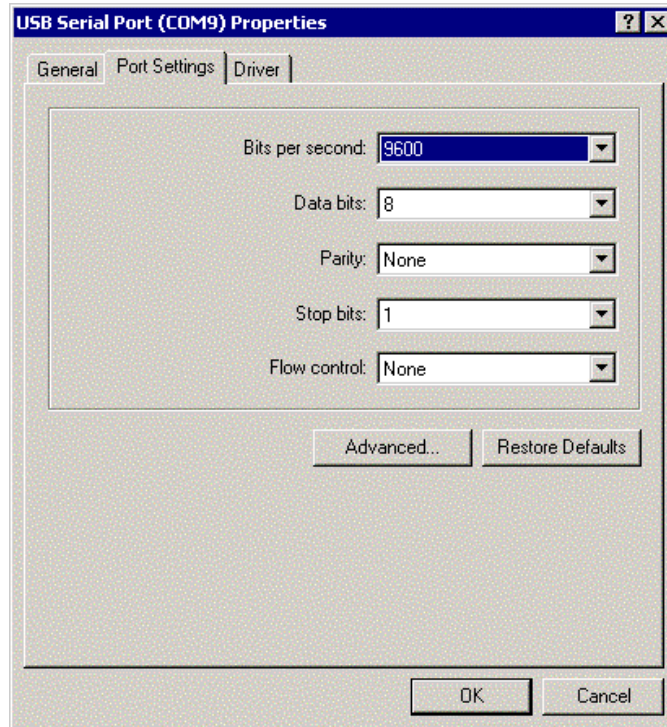 USB Serial Port (COM9) Properties
General Port Settings Driver
Bits per second: 9600
Data bits: 8
Parity: None
Stop bits: 1
Flow control: None
Advanced... Restore Defaults
OK Cancel